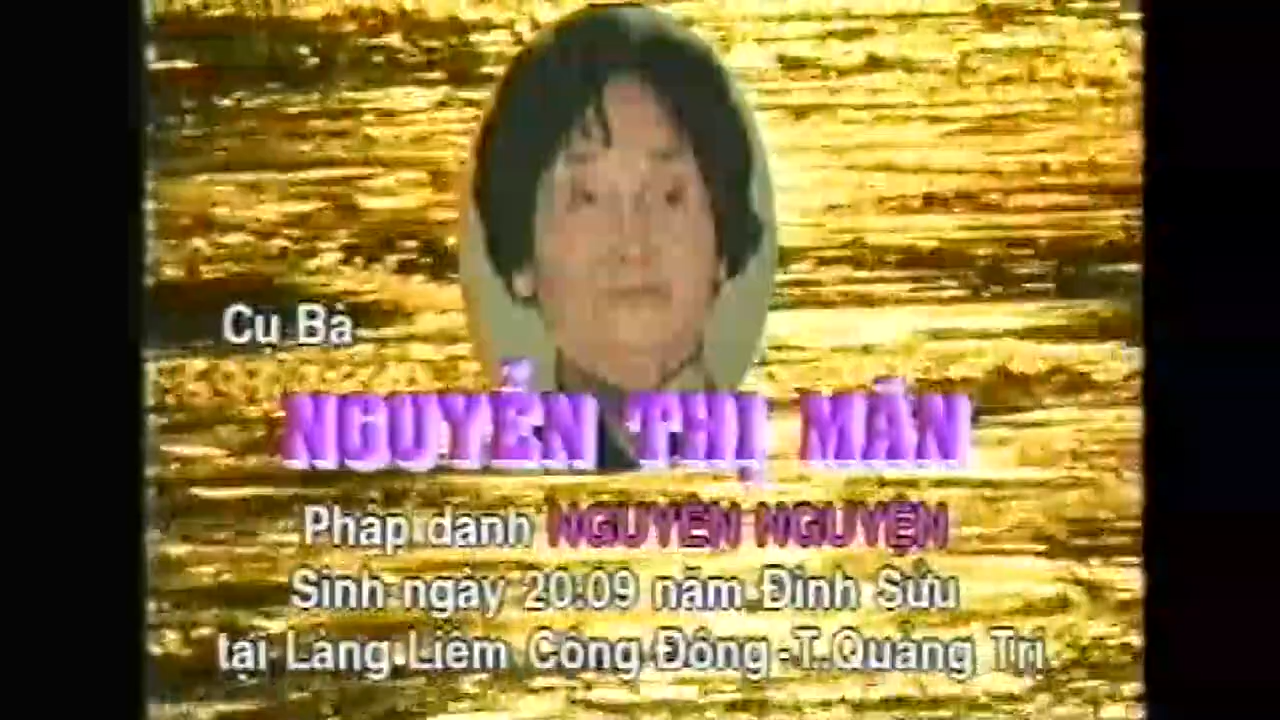 Cụ Bà
NGUYỄN THỊ MẪN
Pháp danh NGUYÊN NGUYỆN
Sinh ngày 20.09 năm Đinh Sửu
tại Làng Liêm Công Đông - T. Quảng Trị